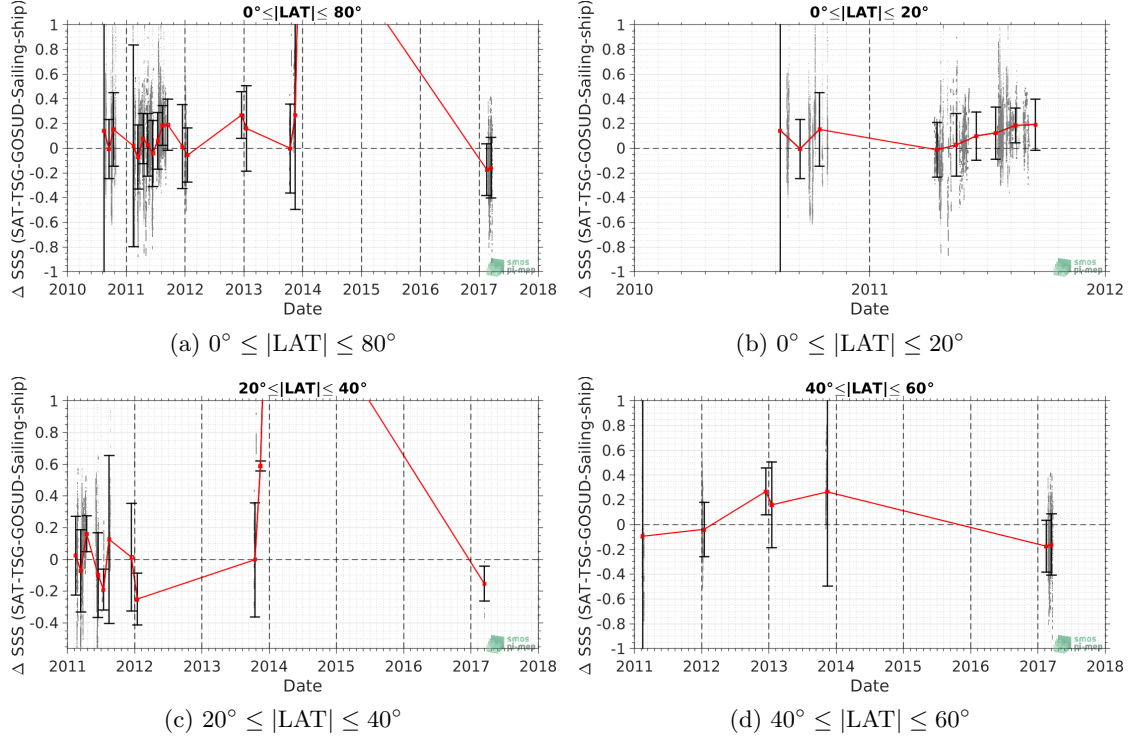 0°≤|LAT|≤ 80°
Δ SSS (SAT-TSG-GOSUD-Sailing-ship)
1
0.8
0.6
0.4
0.2
0
-0.2
-0.4
-0.6
-0.8
-1
2010 2011 2012 2013 2014 2015 2016 2017 2018
Date
smos
pi-mep
(a) 0° ≤ |LAT| ≤ 80°
0°≤|LAT|≤ 20°
Δ SSS (SAT-TSG-GOSUD-Sailing-ship)
1
0.8
0.6
0.4
0.2
0
-0.2
-0.4
-0.6
-0.8
-1
2010 2011 2012
Date
smos
pi-mep
(b) 0° ≤ |LAT| ≤ 20°
20°≤|LAT|≤ 40°
Δ SSS (SAT-TSG-GOSUD-Sailing-ship)
1
0.8
0.6
0.4
0.2
0
-0.2
-0.4
2011 2012 2013 2014 2015 2016 2017 2018
Date
smos
pi-mep
(c) 20° ≤ |LAT| ≤ 40°
40°≤|LAT|≤ 60°
Δ SSS (SAT-TSG-GOSUD-Sailing-ship)
1
0.8
0.6
0.4
0.2
0
-0.2
-0.4
-0.6
-0.8
-1
2011 2012 2013 2014 2015 2016 2017 2018
Date
smos
pi-mep
(d) 40° ≤ |LAT| ≤ 60°